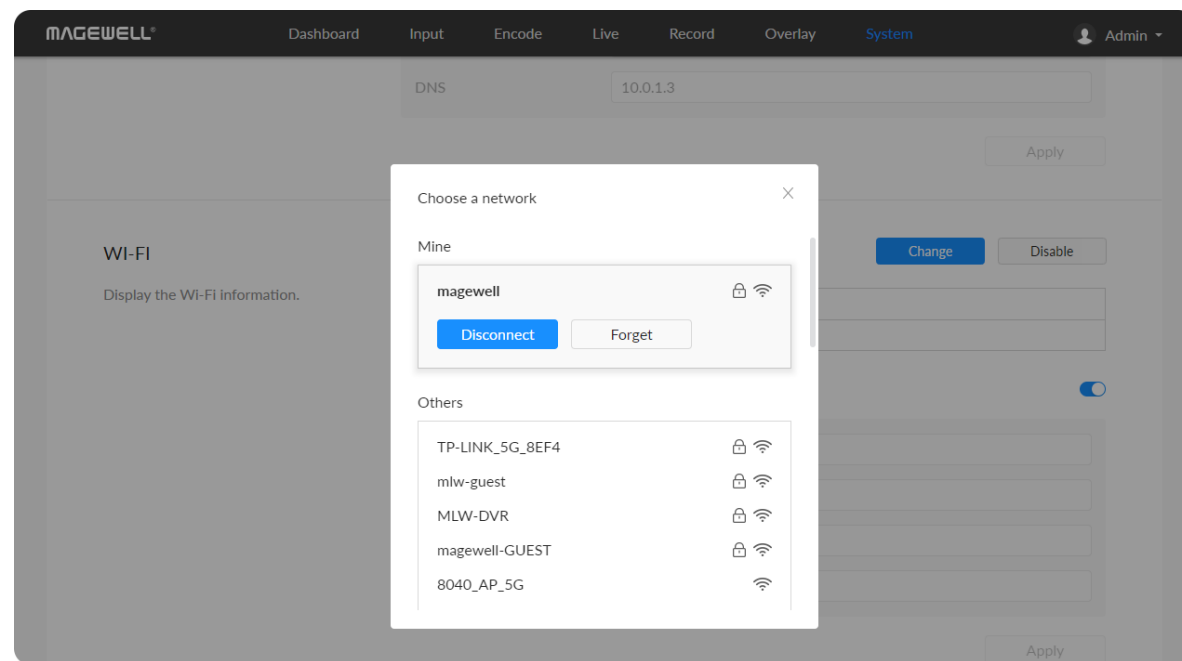 MAGEWELL®
Dashboard Input Encode Live Record Overlay System Admin
DNS 10.0.1.3
Apply
Choose a network
Mine
WI-FI
Change Disable
Display the Wi-Fi information.
magewell
Disconnect Forget
Others
TP-LINK_5G_8EF4
mlw-guest
MLW-DVR
magewell-GUEST
8040_AP_5G
Apply